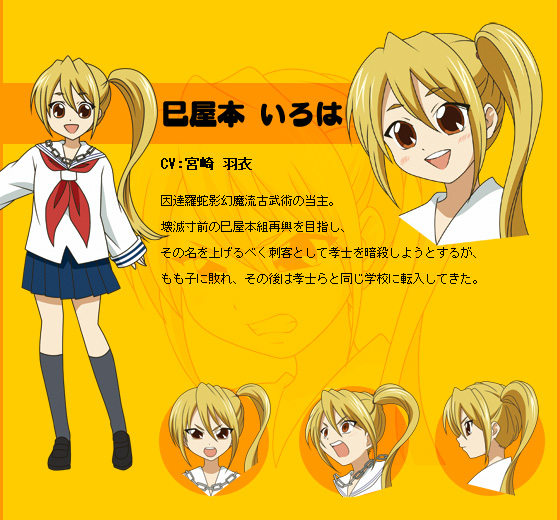 巳屋本 いろは
CV:宮崎 羽衣
因達羅蛇影幻魔流古武術の当主。
壊滅寸前の巳屋本組再興を目指し、
その名を上げるべく刺客として孝士を暗殺しようとするが、
もも子に敗れ、その後は孝士らと同じ学校に転入してきた。